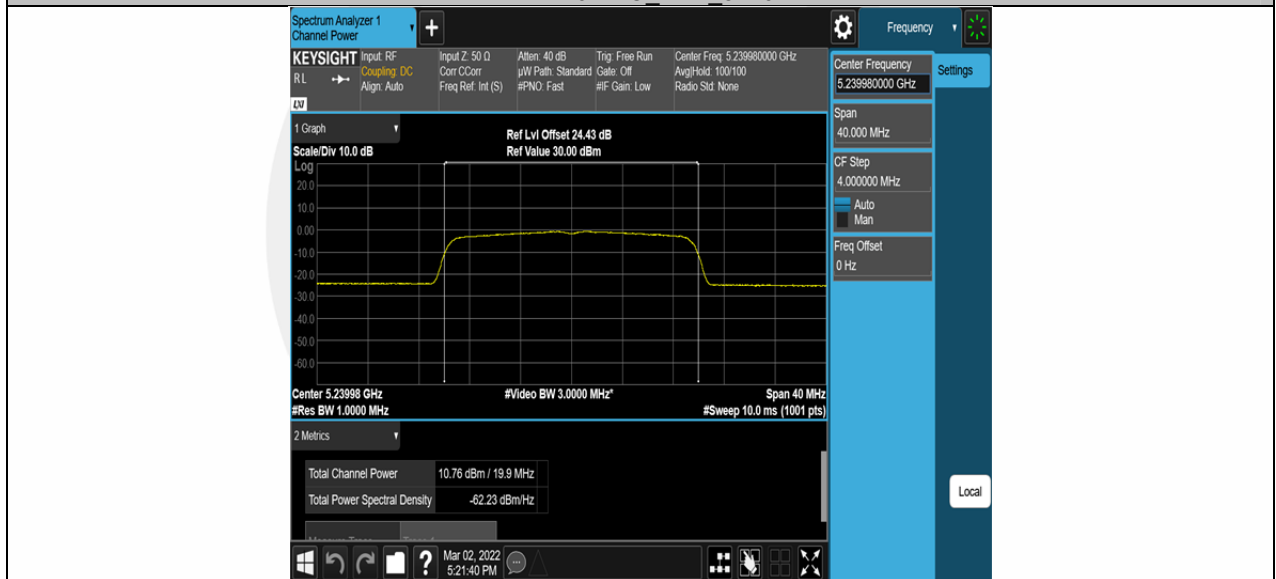 Spectrum Analyzer 1
Channel Power
+
Frequency
KEYSIGHT
RL
LXI
Input: RF
Coupling: DC
Align: Auto
Input Z: 50 Ω
Corr CCorr
Freq Ref: Int (S)
Atten: 40 dB
µW Path: Standard
#PNO: Fast
Trig: Free Run
Gate: Off
#IF Gain: Low
Center Freq: 5.239980000 GHz
Avg|Hold: 100/100
Radio Std: None
Center Frequency
5.239980000 GHz
Settings
Span
40.000 MHz
CF Step
4.000000 MHz
Auto
Man
Freq Offset
0 Hz
1 Graph
Scale/Div 10.0 dB
Ref Lvl Offset 24.43 dB
Ref Value 30.00 dBm
Log
20.0
10.0
0.00
-10.0
-20.0
-30.0
-40.0
-50.0
-60.0
Center 5.23998 GHz
#Video BW 3.0000 MHz*
Span 40 MHz
#Res BW 1.0000 MHz
#Sweep 10.0 ms (1001 pts)
2 Metrics
Total Channel Power 10.76 dBm / 19.9 MHz
Total Power Spectral Density -62.23 dBm/Hz
Local
?
Mar 02, 2022
5:21:40 PM